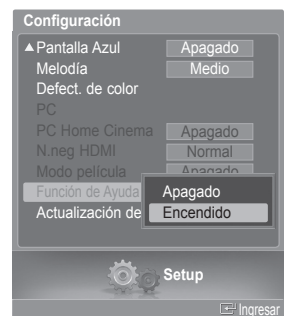 Configuración
▲Pantalla Azul Apagado
Melodía Medio
Defect. de color
PC
PC Home Cinema Apagado
N.neg HDMI Normal
Modo película Apagado
Función de Ayuda Apagado
Actualización de Encendido
Setup
Ingresar